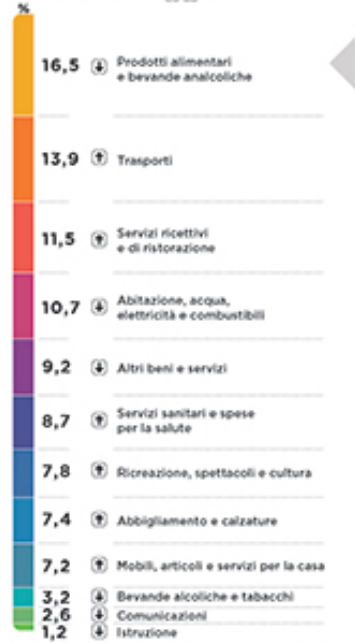 %
16,5 Prodotti alimentari
e bevande analcoliche
13,9 Trasporti
11,5 Servizi ricettivi
e di ristorazione
10,7 Abitazione, acqua,
elettricità e combustibili
9,2 Altri beni e servizi
8,7 Servizi sanitari e spese
per la salute
7,8 Ricreazione, spettacoli e cultura
7,4 Abbigliamento e calzature
7,2 Mobili, articoli e servizi per la casa
3,2 Bevande alcoliche e tabacchi
2,6 Comunicazioni
1,2 Istruzione